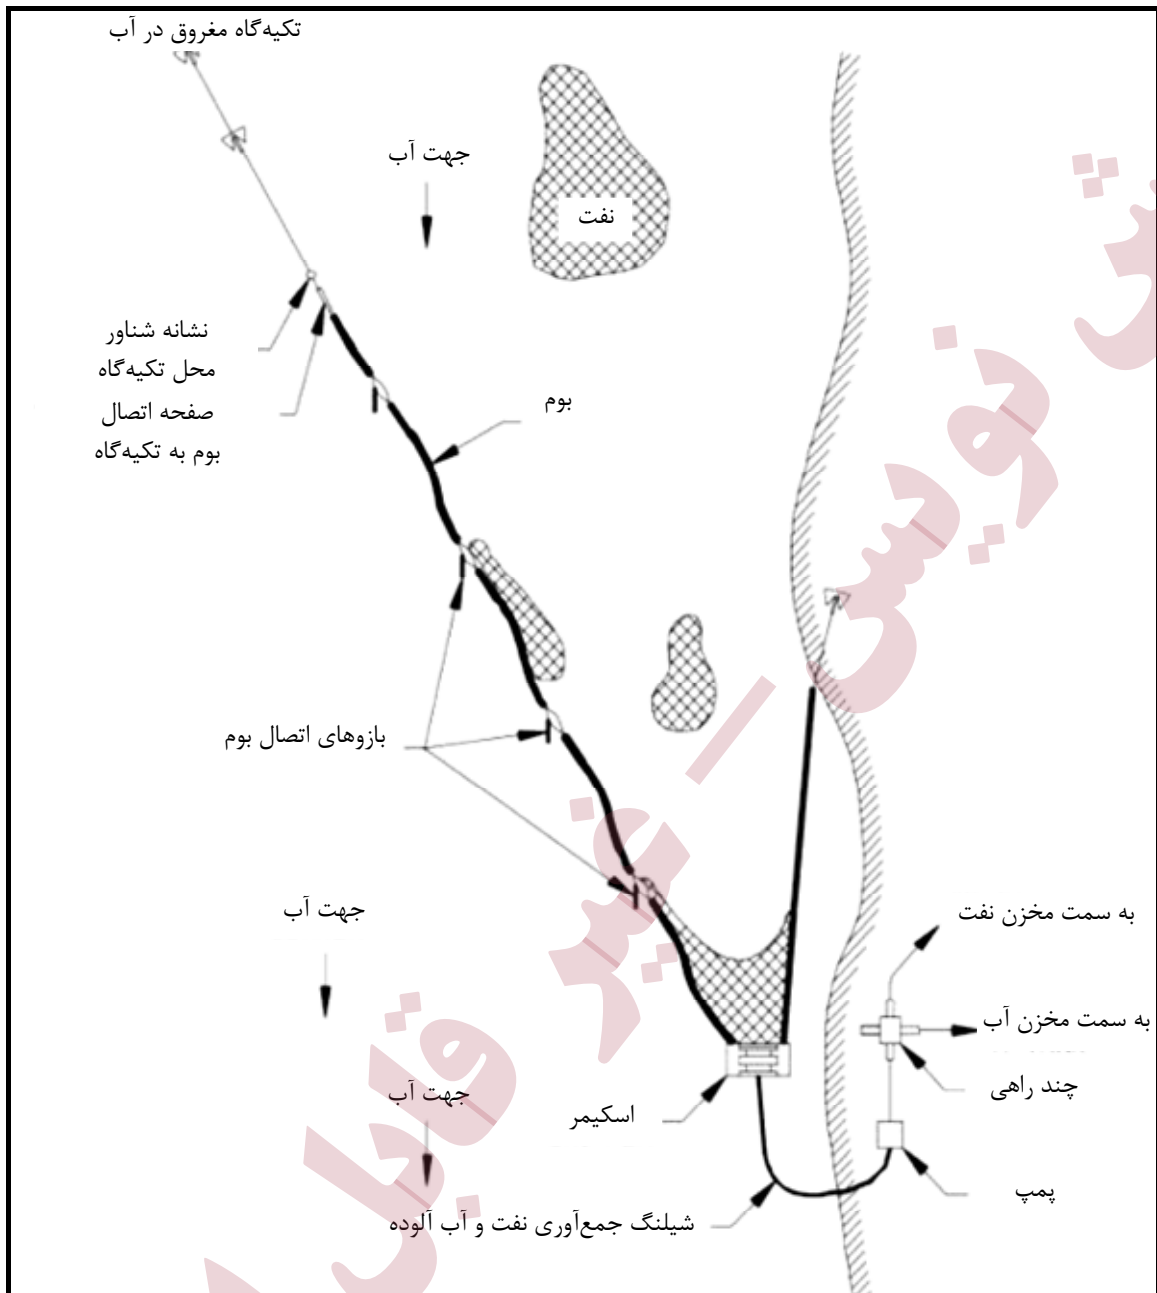 تکیه‌گاه مغروق در آب
جهت آب
نفت
نشانه شناور
محل تکیه‌گاه
صفحه اتصال
بوم به تکیه‌گاه
بوم
بازوهای اتصال بوم
جهت آب
به سمت مخزن نفت
به سمت مخزن آب
چند راهی
جهت آب
اسکیمر
پمپ
شیلنگ جمع‌آوری نفت و آب آلوده